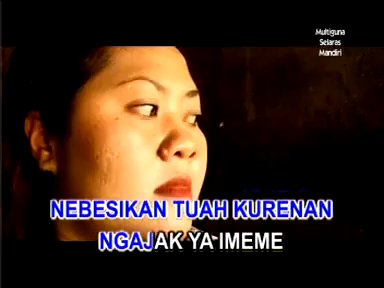 Multiguna
Selaras
Mandiri
NEBESIKAN TUAH KURENAN
NGAJAK YA IMEME